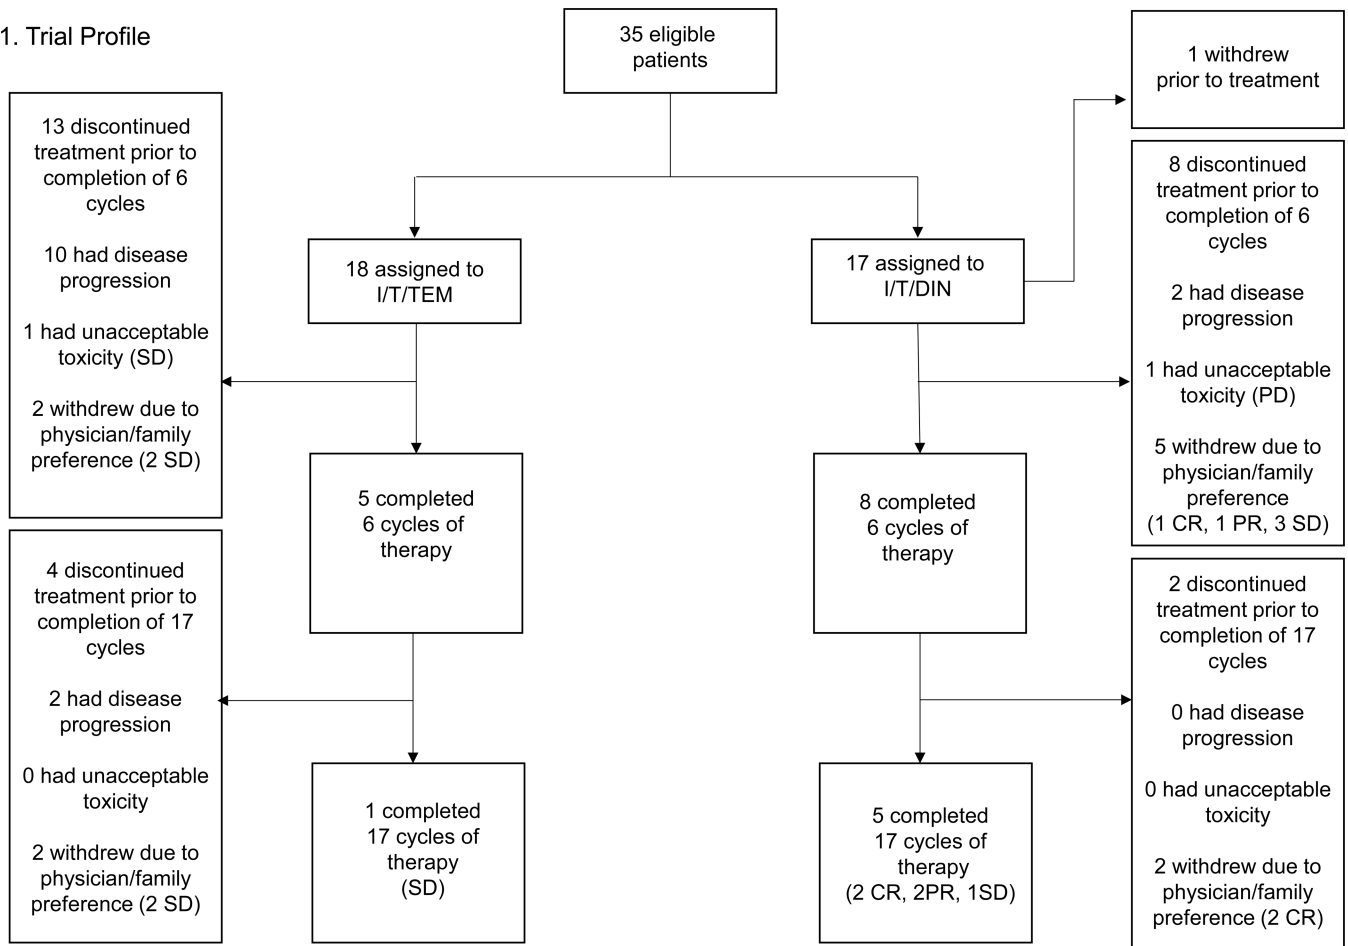 1. Trial Profile
35 eligible
patients
1 withdrew
prior to treatment
13 discontinued
treatment prior to
completion of 6
cycles
10 had disease
progression
1 had unacceptable
toxicity (SD)
2 withdrew due to
physician/family
preference (2 SD)
18 assigned to
I/T/TEM
17 assigned to
I/T/DIN
8 discontinued
treatment prior to
completion of 6
cycles
2 had disease
progression
1 had unacceptable
toxicity (PD)
5 withdrew due to
physician/family
preference
(1 CR, 1 PR, 3 SD)
5 completed
6 cycles of
therapy
8 completed
6 cycles of
therapy
4 discontinued
treatment prior to
completion of 17
cycles
2 had disease
progression
0 had unacceptable
toxicity
2 withdrew due to
physician/family
preference (2 SD)
1 completed
17 cycles of
therapy
(SD)
5 completed
17 cycles of
therapy
(2 CR, 2PR, 1SD)
2 discontinued
treatment prior to
completion of 17
cycles
0 had disease
progression
0 had unacceptable
toxicity
2 withdrew due to
physician/family
preference (2 CR)